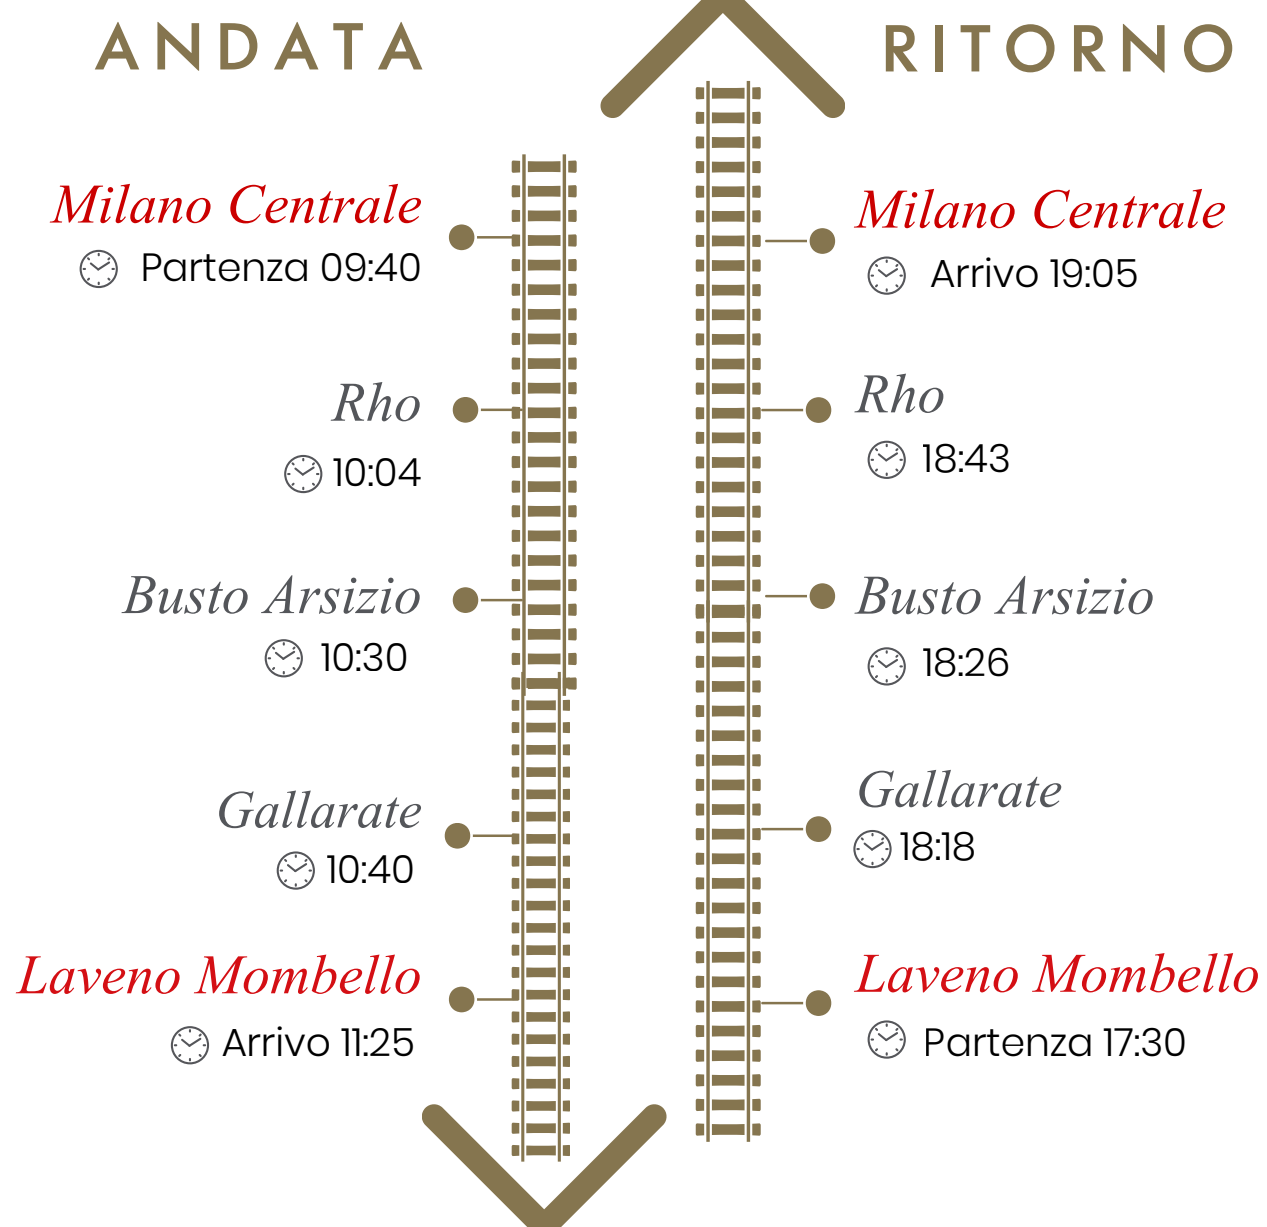 ANDATA
Milano Centrale
Partenza 09:40
Rho
10:04
Busto Arsizio
10:30
Gallarate
10:40
Laveno Mombello
Arrivo 11:25
RITORNO
Milano Centrale
Arrivo 19:05
Rho
18:43
Busto Arsizio
18:26
Gallarate
18:18
Laveno Mombello
Partenza 17:30